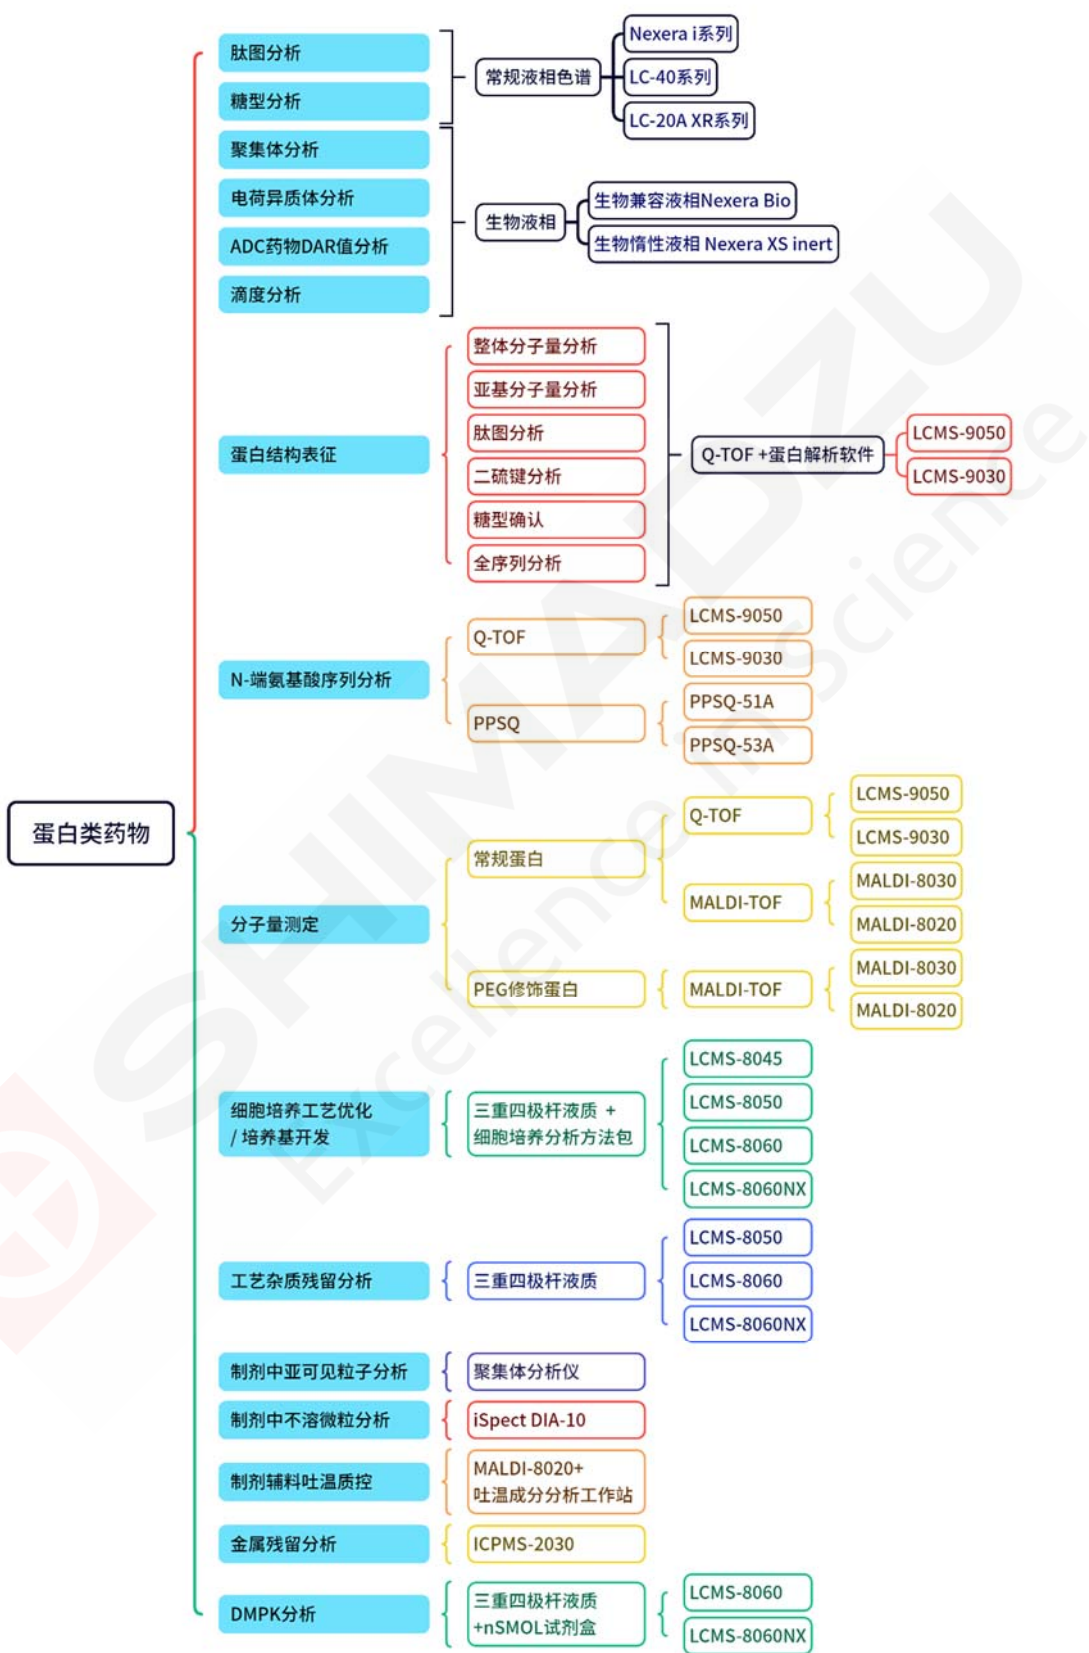 蛋白类药物
肽图分析
糖型分析
常规液相色谱
Nexera i系列
LC-40系列
LC-20A XR系列
聚集体分析
电荷异质体分析
ADC药物DAR值分析
滴度分析
生物液相
生物兼容液相Nexera Bio
生物惰性液相 Nexera XS inert
蛋白结构表征
整体分子量分析
亚基分子量分析
肽图分析
二硫键分析
糖型确认
全序列分析
Q-TOF +蛋白解析软件
LCMS-9050
LCMS-9030
N-端氨基酸序列分析
Q-TOF
LCMS-9050
LCMS-9030
PPSQ
PPSQ-51A
PPSQ-53A
分子量测定
常规蛋白
Q-TOF
LCMS-9050
LCMS-9030
MALDI-TOF
MALDI-8030
MALDI-8020
PEG修饰蛋白
MALDI-TOF
MALDI-8030
MALDI-8020
细胞培养工艺优化
/ 培养基开发
三重四极杆液质 +
细胞培养分析方法包
LCMS-8045
LCMS-8050
LCMS-8060
LCMS-8060NX
工艺杂质残留分析
三重四极杆液质
LCMS-8050
LCMS-8060
LCMS-8060NX
制剂中亚可见粒子分析
聚集体分析仪
制剂中不溶微粒分析
iSpect DIA-10
制剂辅料吐温质控
MALDI-8020+
吐温成分分析工作站
金属残留分析
ICPMS-2030
DMPK分析
三重四极杆液质
+nSMOL试剂盒
LCMS-8060
LCMS-8060NX
SHIMADZU
Excellence in Science